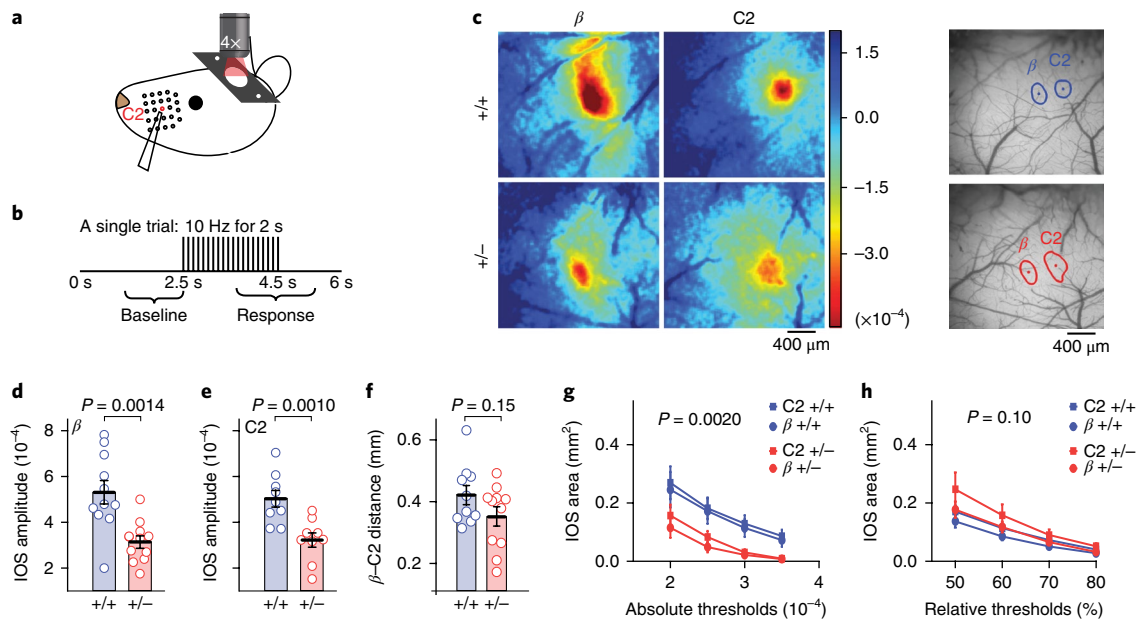 a
4×
C2
b
A single trial: 10 Hz for 2 s
0 s
2.5 s
4.5 s
6 s
Baseline
Response
c
β
C2
+/+
+/−
1.5
0.0
−1.5
−3.0
(×10⁻⁴)
400 μm
β
C2
β
C2
400 μm
d
P = 0.0014
β
IOS amplitude (10⁻⁴)
8
6
4
2
+/+
+/−
e
P = 0.0010
C2
IOS amplitude (10⁻⁴)
+/+
+/−
f
P = 0.15
β–C2 distance (mm)
0.6
0.4
0.2
+/+
+/−
g
P = 0.0020
C2 +/+
β +/+
C2 +/−
β +/−
IOS area (mm²)
0.4
0.2
0.0
2
3
4
Absolute thresholds (10⁻⁴)
h
P = 0.10
C2 +/+
β +/+
C2 +/−
β +/−
IOS area (mm²)
0.4
0.2
0.0
50
60
70
80
Relative thresholds (%)